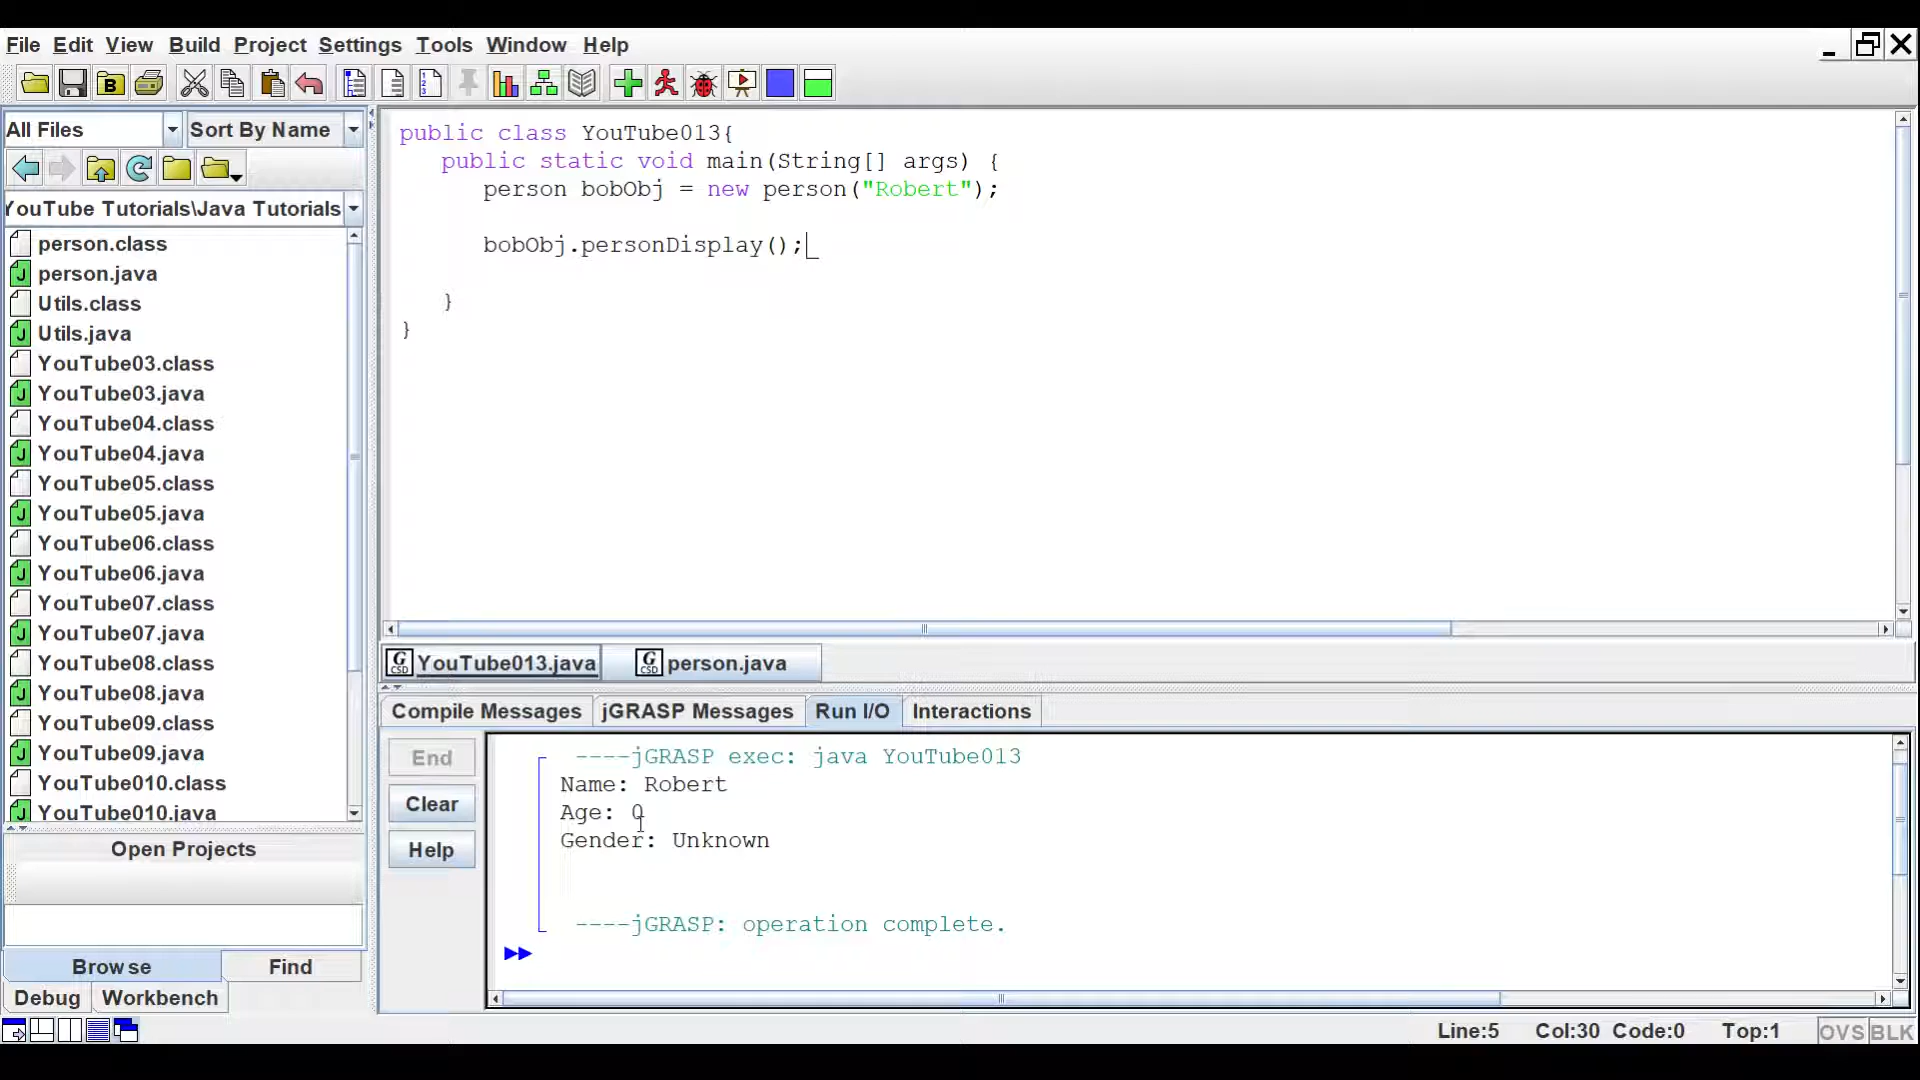 File Edit View Build Project Settings Tools Window Help
All Files Sort By Name
YouTube Tutorials\Java Tutorials
person.class
person.java
Utils.class
Utils.java
YouTube03.class
YouTube03.java
YouTube04.class
YouTube04.java
YouTube05.class
YouTube05.java
YouTube06.class
YouTube06.java
YouTube07.class
YouTube07.java
YouTube08.class
YouTube08.java
YouTube09.class
YouTube09.java
YouTube010.class
YouTube010.java
Open Projects
Browse Find
Debug Workbench
public class YouTube013{
public static void main(String[] args) {
person bobObj = new person("Robert");
bobObj.personDisplay();
}
}
YouTube013.java person.java
Compile Messages jGRASP Messages Run I/O Interactions
End
Clear
Help
----jGRASP exec: java YouTube013
Name: Robert
Age: 0
Gender: Unknown
----jGRASP: operation complete.
Line:5 Col:30 Code:0 Top:1 OVS BLK